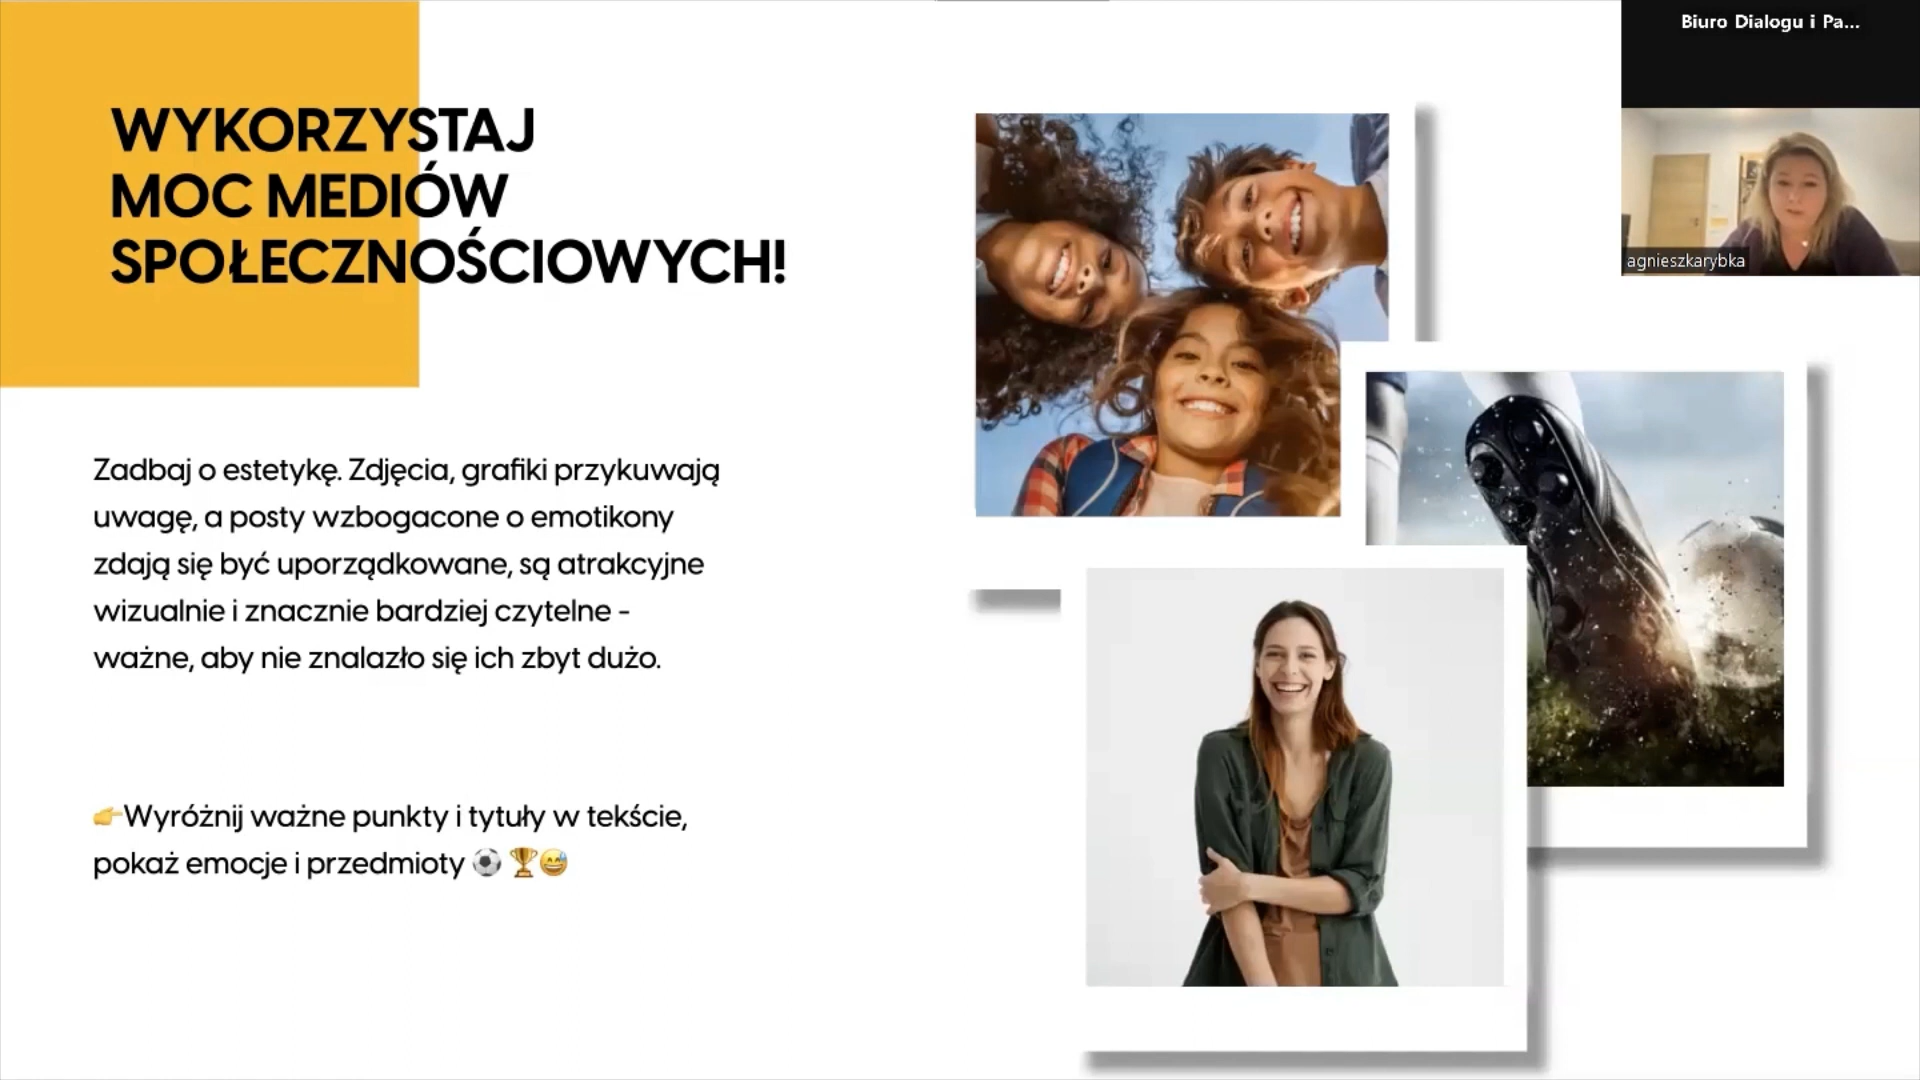 WYKORZYSTAJ
MOC MEDIÓW
SPOŁECZNOŚCIOWYCH!
Zadbaj o estetykę. Zdjęcia, grafiki przykuwają
uwagę, a posty wzbogacone o emotikony
zdają się być uporządkowane, są atrakcyjne
wizualnie i znacznie bardziej czytelne -
ważne, aby nie znalazło się ich zbyt dużo.
👉Wyróżnij ważne punkty i tytuły w tekście,
pokaż emocje i przedmioty ⚽ 🏆😅
Biuro Dialogu i Pa...
agnieszkarybka